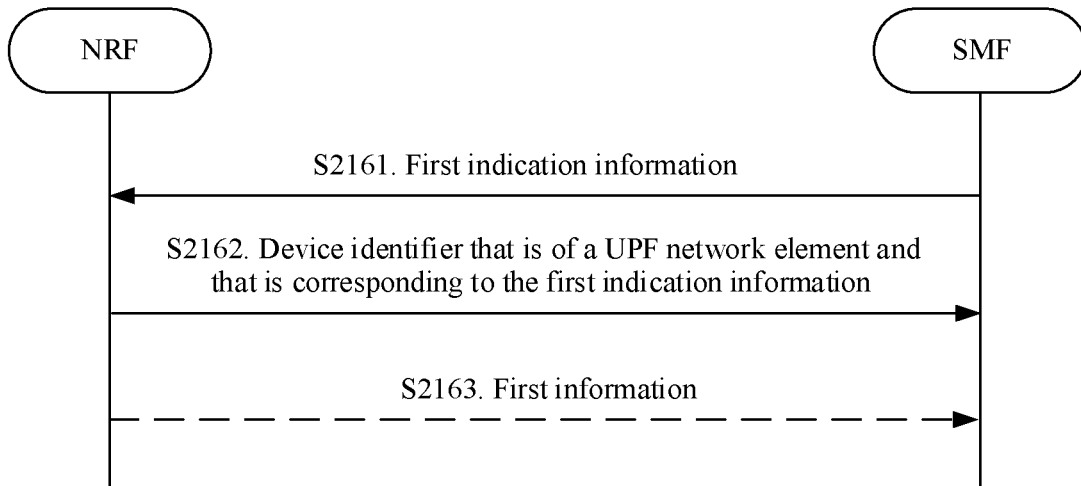 NRF
SMF
S2161. First indication information
S2162. Device identifier that is of a UPF network element and
that is corresponding to the first indication information
S2163. First information